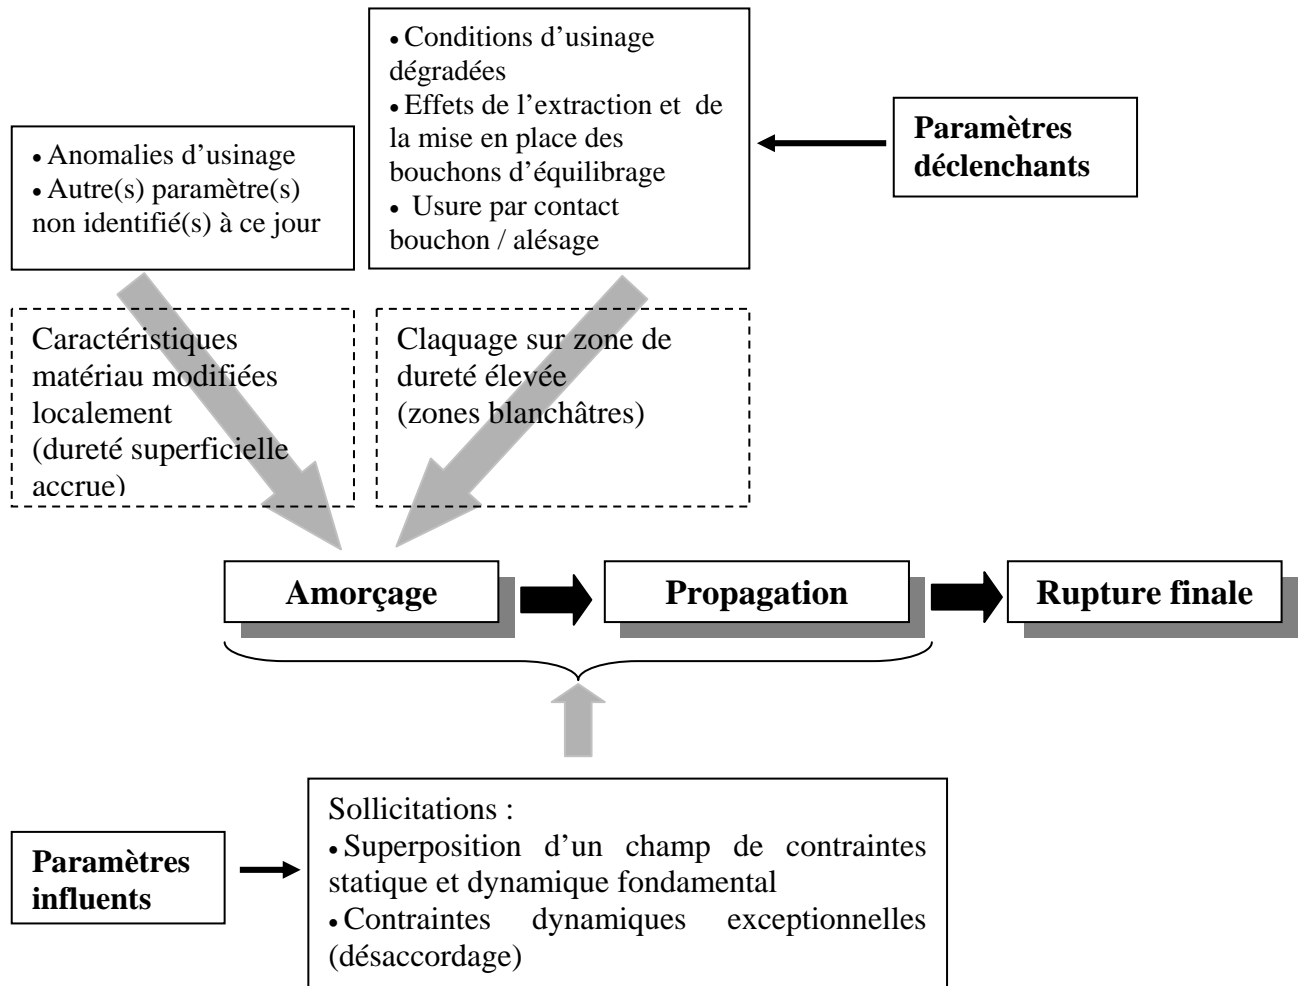 • Conditions d’usinage
dégradées
• Effets de l’extraction et de
la mise en place des
bouchons d’équilibrage
• Usure par contact
bouchon / alésage
Paramètres
déclenchants
• Anomalies d’usinage
• Autre(s) paramètre(s)
non identifié(s) à ce jour
Caractéristiques
matériau modifiées
localement
(dureté superficielle
accrue)
Claquage sur zone de
dureté élevée
(zones blanchâtres)
Amorçage
Propagation
Rupture finale
Paramètres
influents
Sollicitations :
• Superposition d’un champ de contraintes
statique et dynamique fondamental
• Contraintes dynamiques exceptionnelles
(désaccordage)